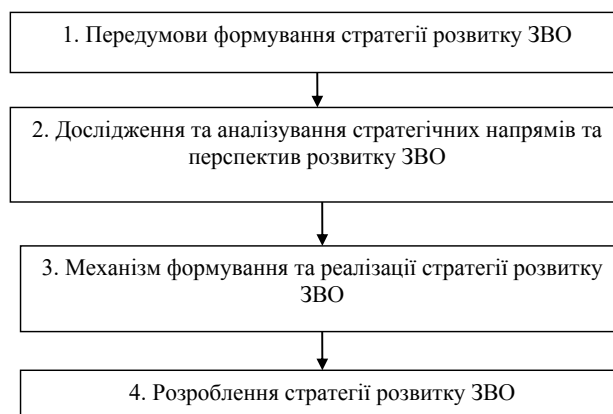 1. Передумови формування стратегії розвитку ЗВО
2. Дослідження та аналізування стратегічних напрямів та
перспектив розвитку ЗВО
3. Механізм формування та реалізації стратегії розвитку
ЗВО
4. Розроблення стратегії розвитку ЗВО